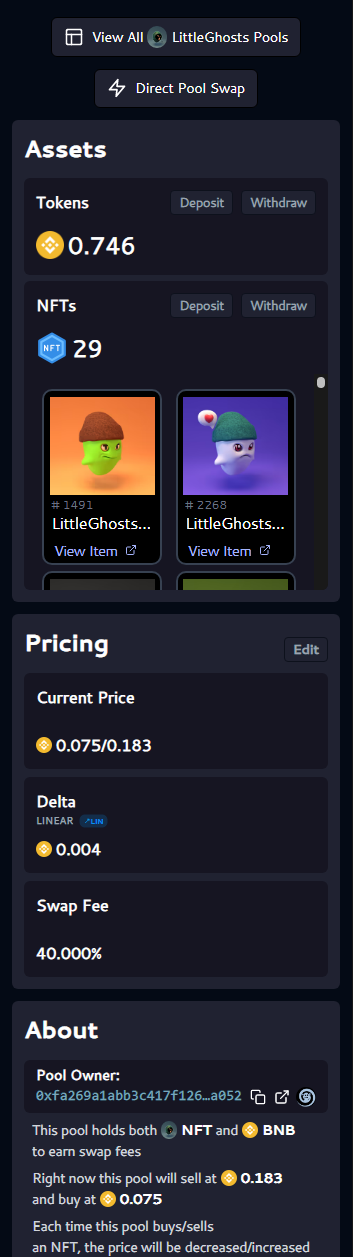 View All LittleGhosts Pools
Direct Pool Swap
Assets
Tokens Deposit Withdraw
0.746
NFTs Deposit Withdraw
NFT 29
# 1491 # 2268
LittleGhosts... LittleGhosts...
View Item View Item
Pricing
Edit
Current Price
0.075/0.183
Delta
LINEAR ↗LIN
0.004
Swap Fee
40.000%
About
Pool Owner:
0xfa269a1abb3c417f126…a052
This pool holds both NFT and BNB
to earn swap fees
Right now this pool will sell at 0.183
and buy at 0.075
Each time this pool buys/sells
an NFT, the price will be decreased/increased